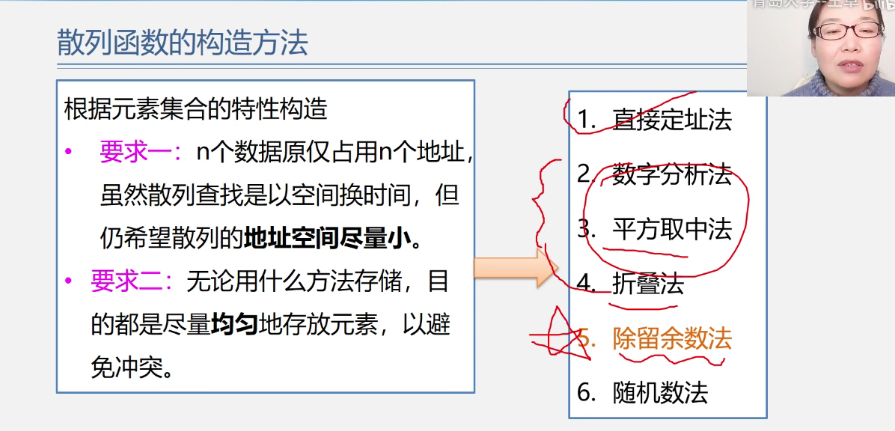 散列函数的构造方法
根据元素集合的特性构造
• 要求一：n个数据原仅占用n个地址，
虽然散列查找是以空间换时间，但
仍希望散列的地址空间尽量小。
• 要求二：无论用什么方法存储，目
的都是尽量均匀地存放元素，以避
免冲突。
1. 直接定址法
2. 数字分析法
3. 平方取中法
4. 折叠法
5. 除留余数法
6. 随机数法